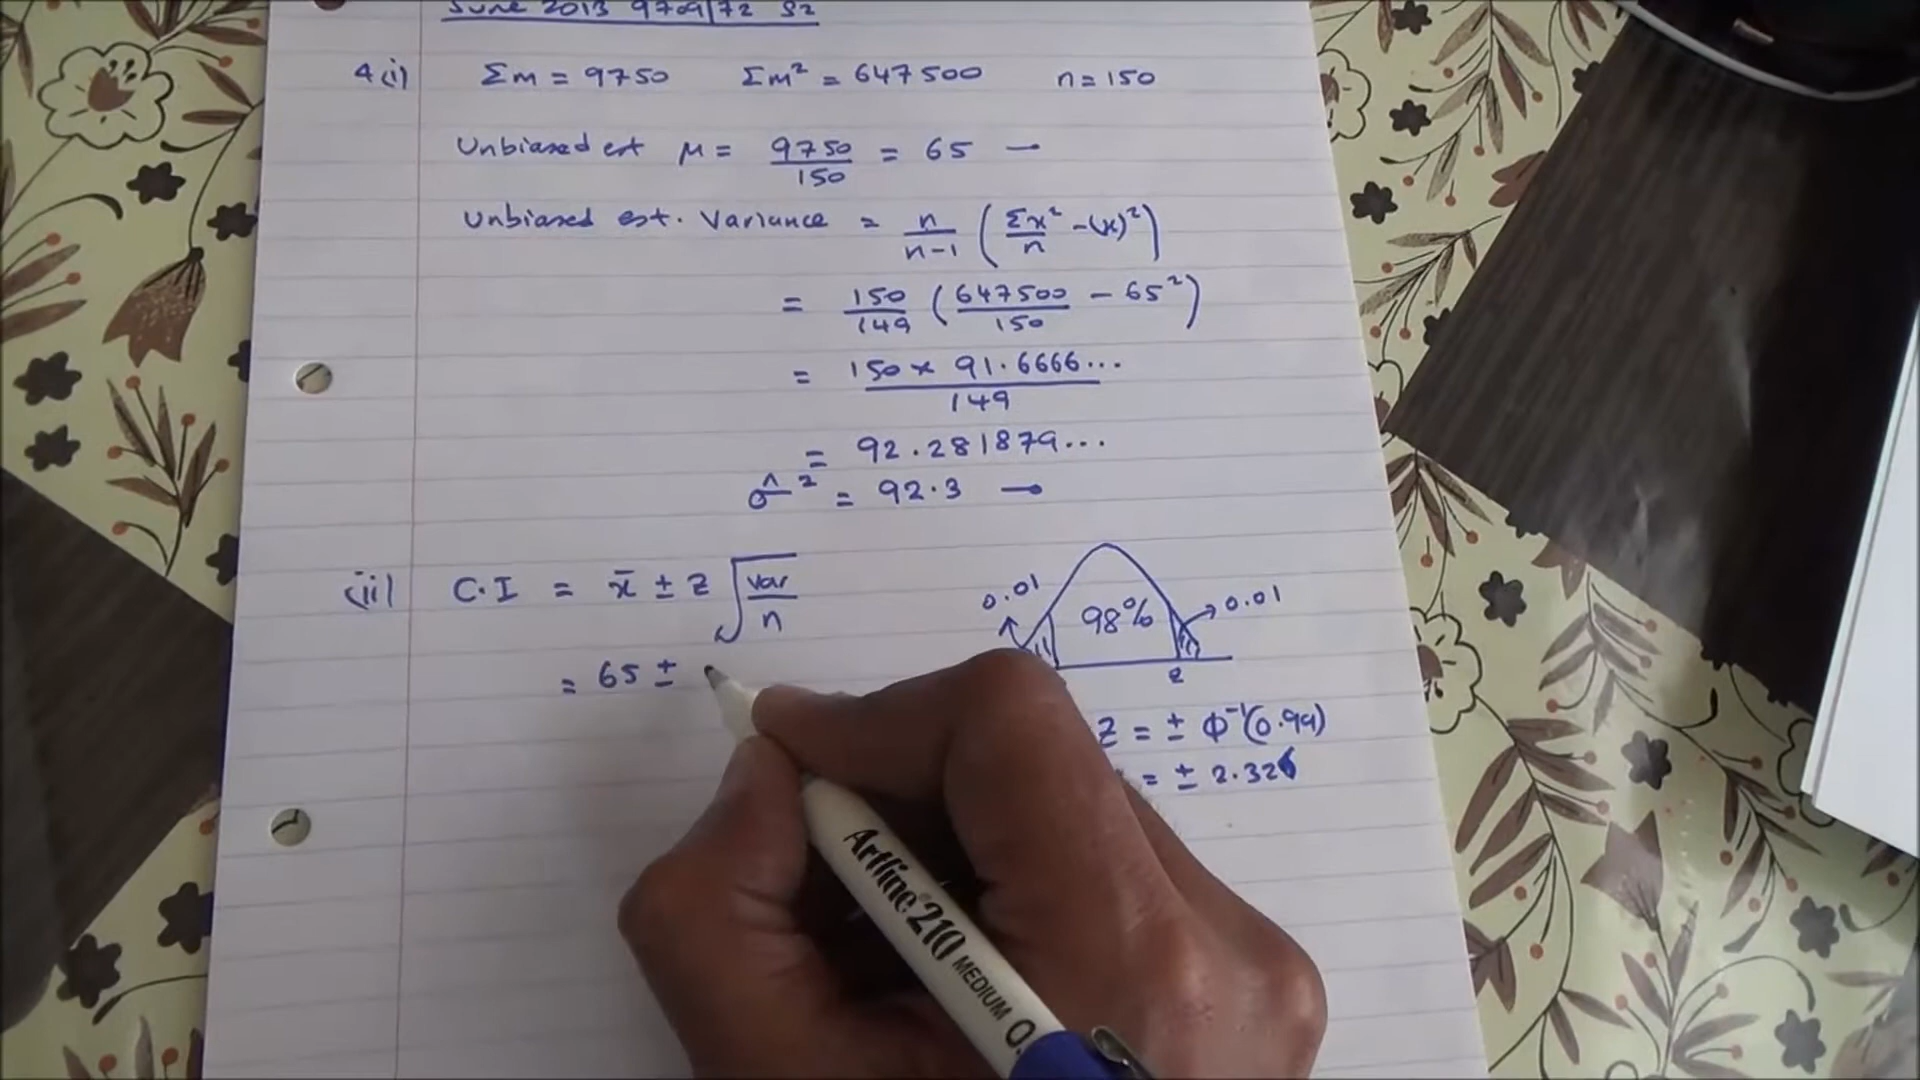 June 2013 9709/72 S2
4(i) Σm = 9750 Σm² = 647500 n = 150
Unbiased est μ = 9750/150 = 65 —
Unbiased est. Variance = n/(n-1) (Σx²/n - (x)²)
= 150/149 (647500/150 - 65²)
= 150 × 91.6666.../149
= 92.281879...
σ̂² = 92.3 —
(ii) C.I = x̄ ± z √(var/n)
0.01 98% 0.01
z
= 65 ±
z = ± Φ⁻¹(0.99)
= ± 2.326
Artline 210 MEDIUM 0.